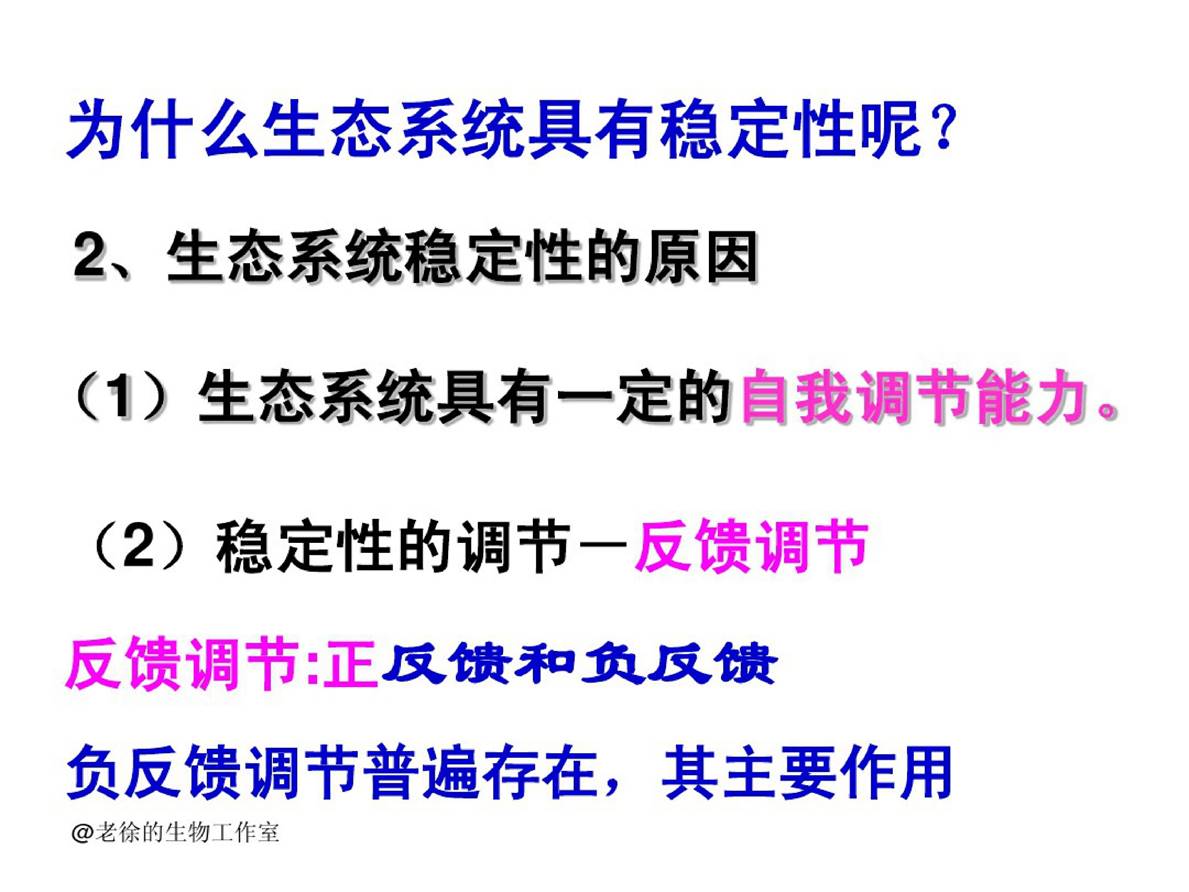 为什么生态系统具有稳定性呢？
2、生态系统稳定性的原因
（1）生态系统具有一定的自我调节能力。
（2）稳定性的调节－反馈调节
反馈调节:正反馈和负反馈
负反馈调节普遍存在，其主要作用
@老徐的生物工作室